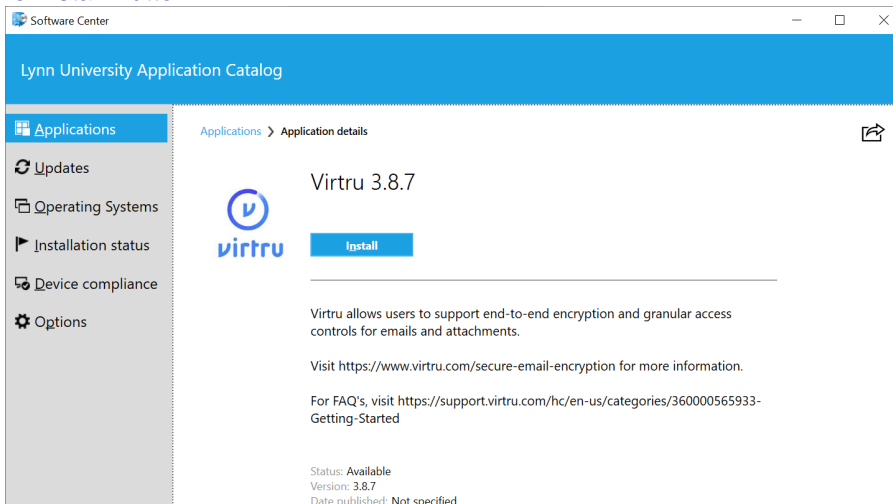 Software Center
Lynn University Application Catalog
Applications
Updates
Operating Systems
Installation status
Device compliance
Options
Applications > Application details
virtru
Virtru 3.8.7
Install
Virtru allows users to support end-to-end encryption and granular access
controls for emails and attachments.
Visit https://www.virtru.com/secure-email-encryption for more information.
For FAQ's, visit https://support.virtru.com/hc/en-us/categories/360000565933-
Getting-Started
Status: Available
Version: 3.8.7
Date published: Not specified